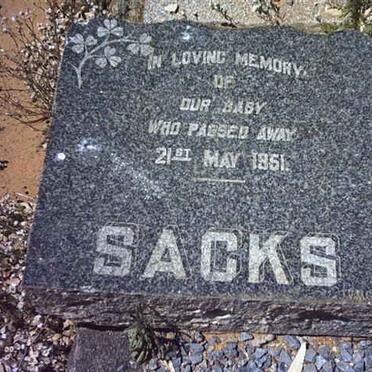 IN LOVING MEMORY
OF
OUR BABY
WHO PASSED AWAY
21ST MAY 1951.
SACKS